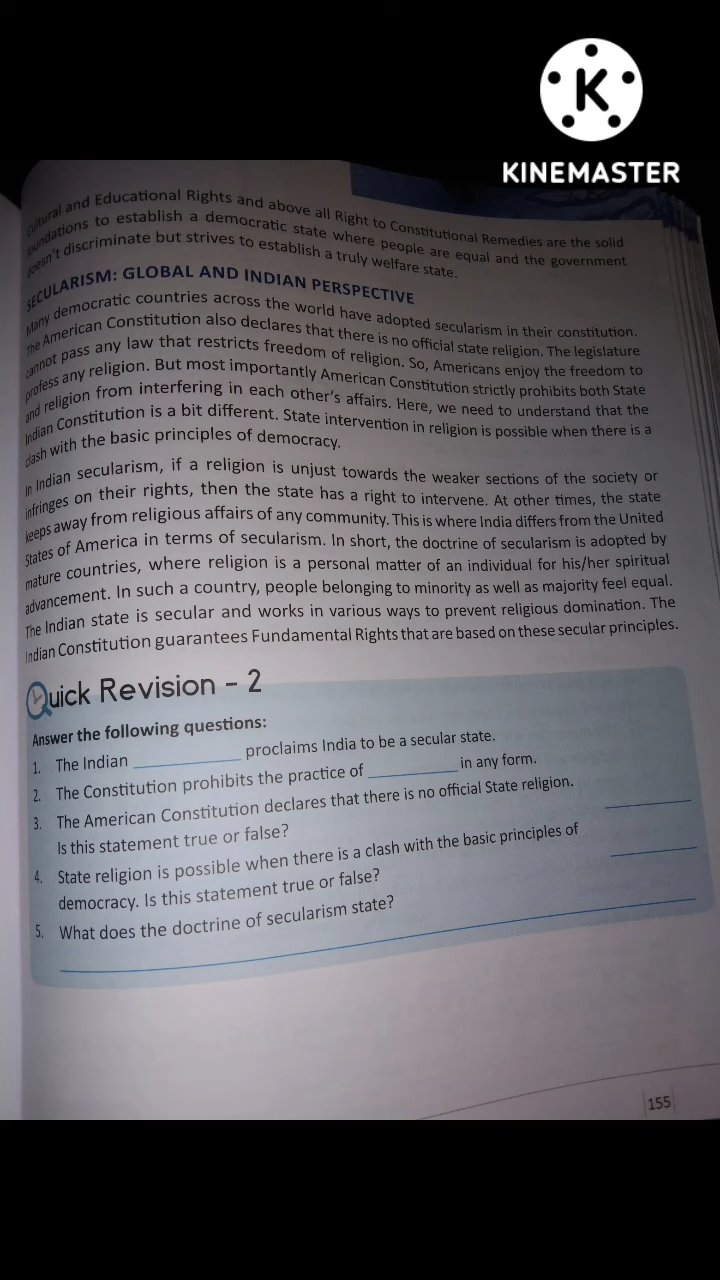 K
KINEMASTER
Cultural and Educational Rights and above all Right to Constitutional Remedies are the solid
foundations to establish a democratic state where people are equal and the government
doesn't discriminate but strives to establish a truly welfare state.
SECULARISM: GLOBAL AND INDIAN PERSPECTIVE
Many democratic countries across the world have adopted secularism in their constitution.
The American Constitution also declares that there is no official state religion. The legislature
cannot pass any law that restricts freedom of religion. So, Americans enjoy the freedom to
profess any religion. But most importantly American Constitution strictly prohibits both State
and religion from interfering in each other's affairs. Here, we need to understand that the
Indian Constitution is a bit different. State intervention in religion is possible when there is a
clash with the basic principles of democracy.
In Indian secularism, if a religion is unjust towards the weaker sections of the society or
infringes on their rights, then the state has a right to intervene. At other times, the state
keeps away from religious affairs of any community. This is where India differs from the United
States of America in terms of secularism. In short, the doctrine of secularism is adopted by
mature countries, where religion is a personal matter of an individual for his/her spiritual
advancement. In such a country, people belonging to minority as well as majority feel equal.
The Indian state is secular and works in various ways to prevent religious domination. The
Indian Constitution guarantees Fundamental Rights that are based on these secular principles.
Quick Revision – 2
Answer the following questions:
1. The Indian __________ proclaims India to be a secular state.
2. The Constitution prohibits the practice of __________ in any form.
3. The American Constitution declares that there is no official State religion.
Is this statement true or false? __________
4. State religion is possible when there is a clash with the basic principles of
democracy. Is this statement true or false? __________
5. What does the doctrine of secularism state?
155